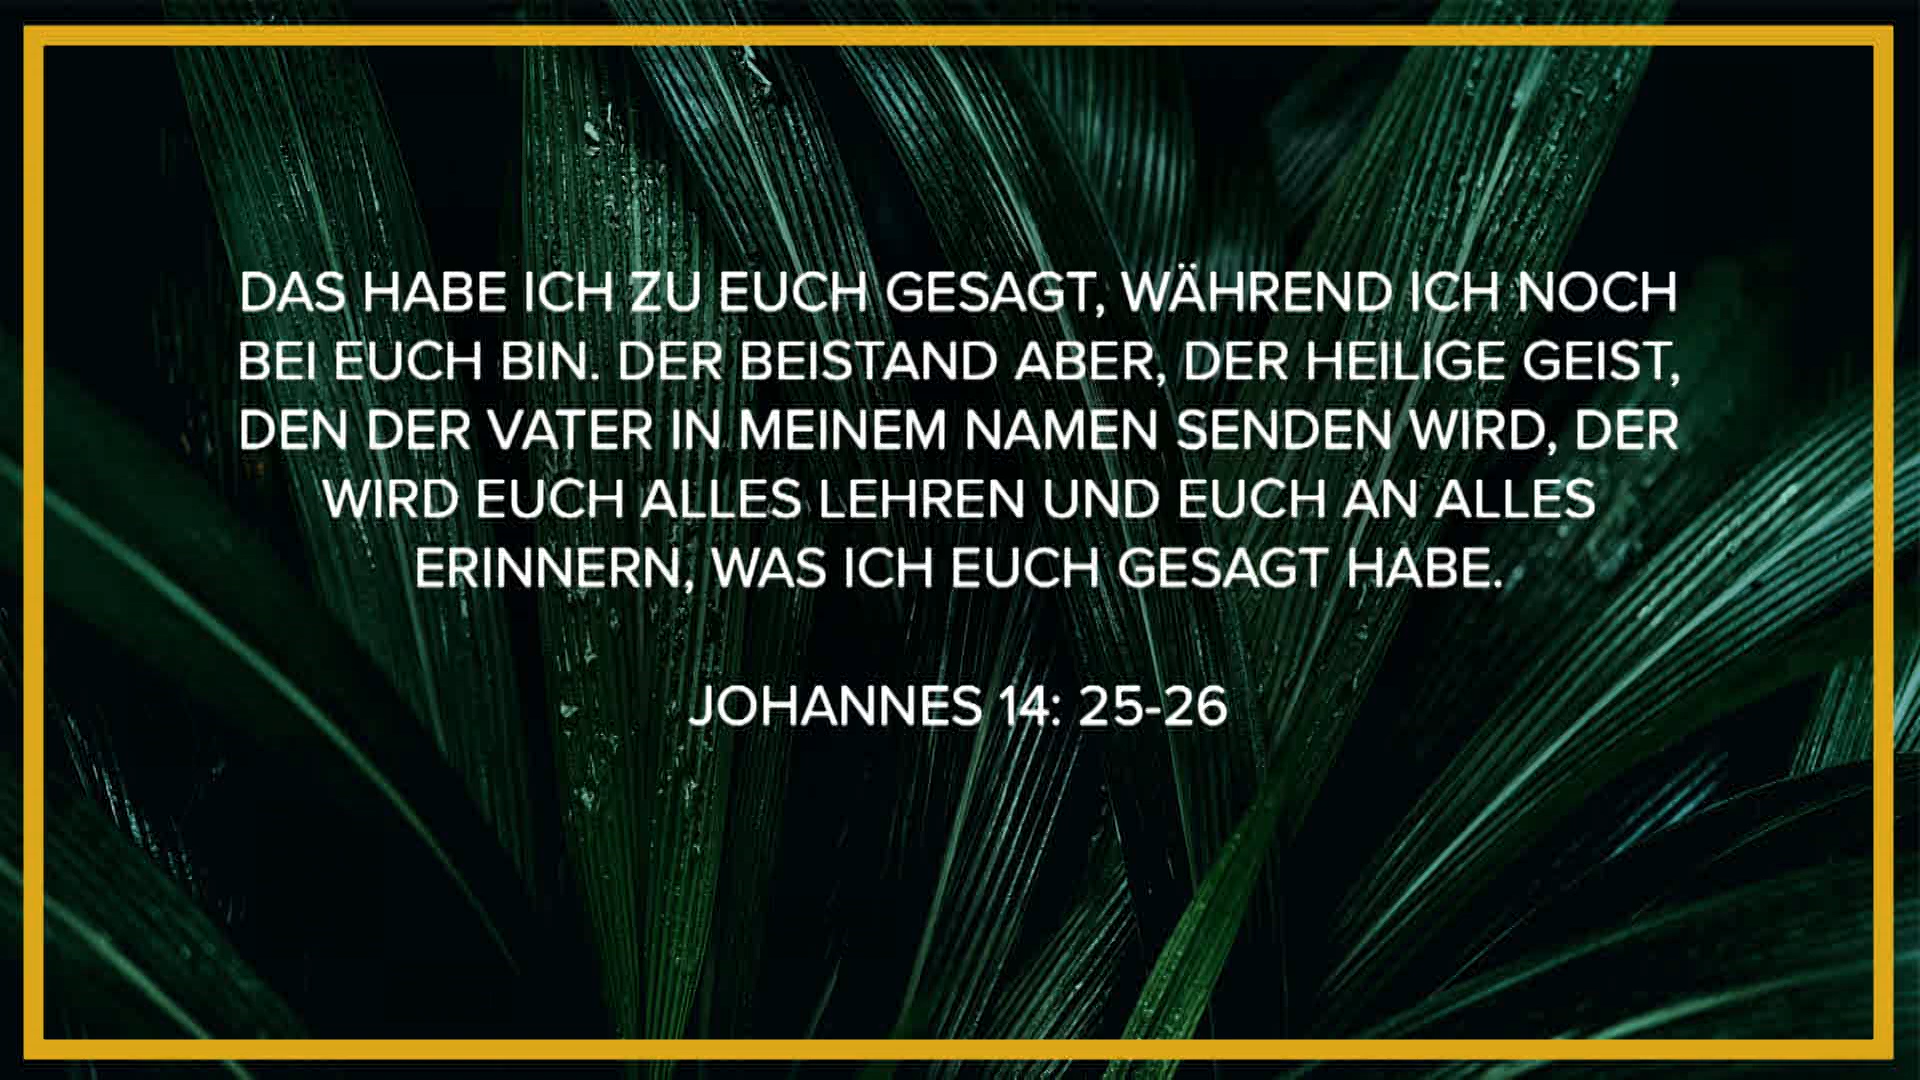 DAS HABE ICH ZU EUCH GESAGT, WÄHREND ICH NOCH
BEI EUCH BIN. DER BEISTAND ABER, DER HEILIGE GEIST,
DEN DER VATER IN MEINEM NAMEN SENDEN WIRD, DER
WIRD EUCH ALLES LEHREN UND EUCH AN ALLES
ERINNERN, WAS ICH EUCH GESAGT HABE.
JOHANNES 14: 25-26